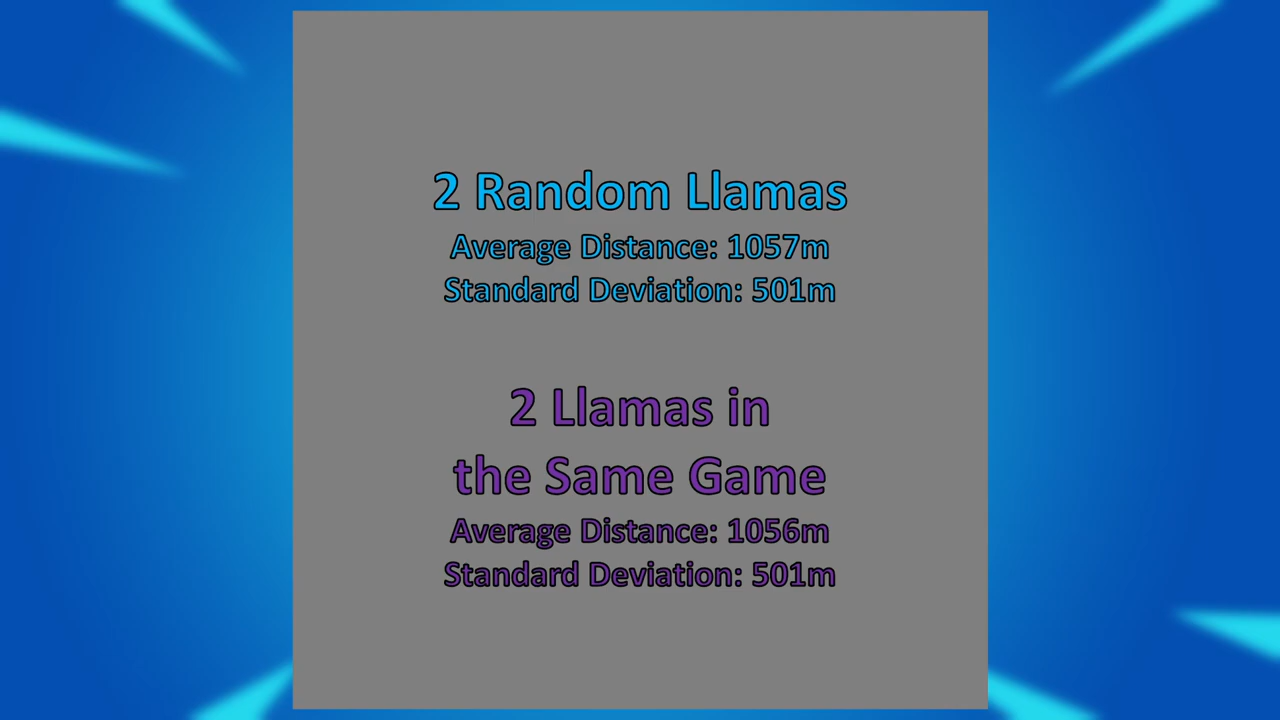 2 Random Llamas
Average Distance: 1057m
Standard Deviation: 501m
2 Llamas in
the Same Game
Average Distance: 1056m
Standard Deviation: 501m